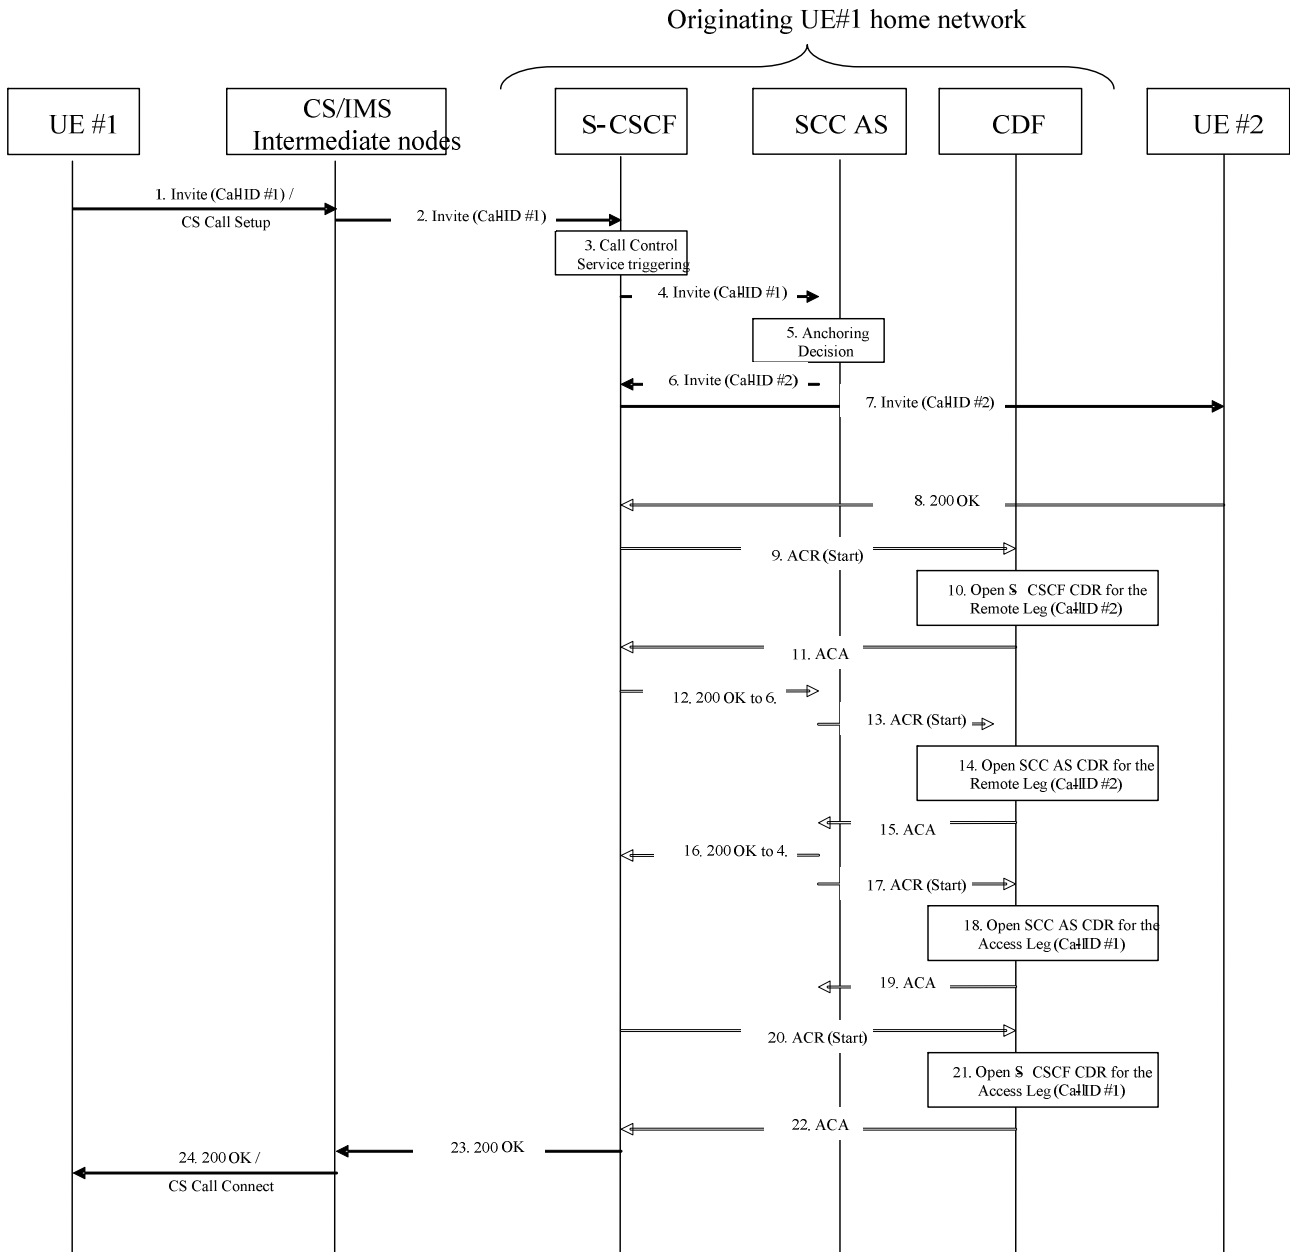 Originating UE#1 home network
UE #1
CS/IMS
Intermediate nodes
S-CSCF
SCC AS
CDF
UE #2
1. Invite (Call-ID #1) /
CS Call Setup
2. Invite (Call-ID #1)
3. Call Control
Service triggering
4. Invite (Call-ID #1)
5. Anchoring
Decision
6. Invite (Call-ID #2)
7. Invite (Call-ID #2)
8. 200 OK
9. ACR (Start)
10. Open S-CSCF CDR for the
Remote Leg (Call-ID #2)
11. ACA
12. 200 OK to 6.
13. ACR (Start)
14. Open SCC AS CDR for the
Remote Leg (Call-ID #2)
15. ACA
16. 200 OK to 4.
17. ACR (Start)
18. Open SCC AS CDR for the
Access Leg (Call-ID #1)
19. ACA
20. ACR (Start)
21. Open S-CSCF CDR for the
Access Leg (Call-ID #1)
22. ACA
23. 200 OK
24. 200 OK /
CS Call Connect